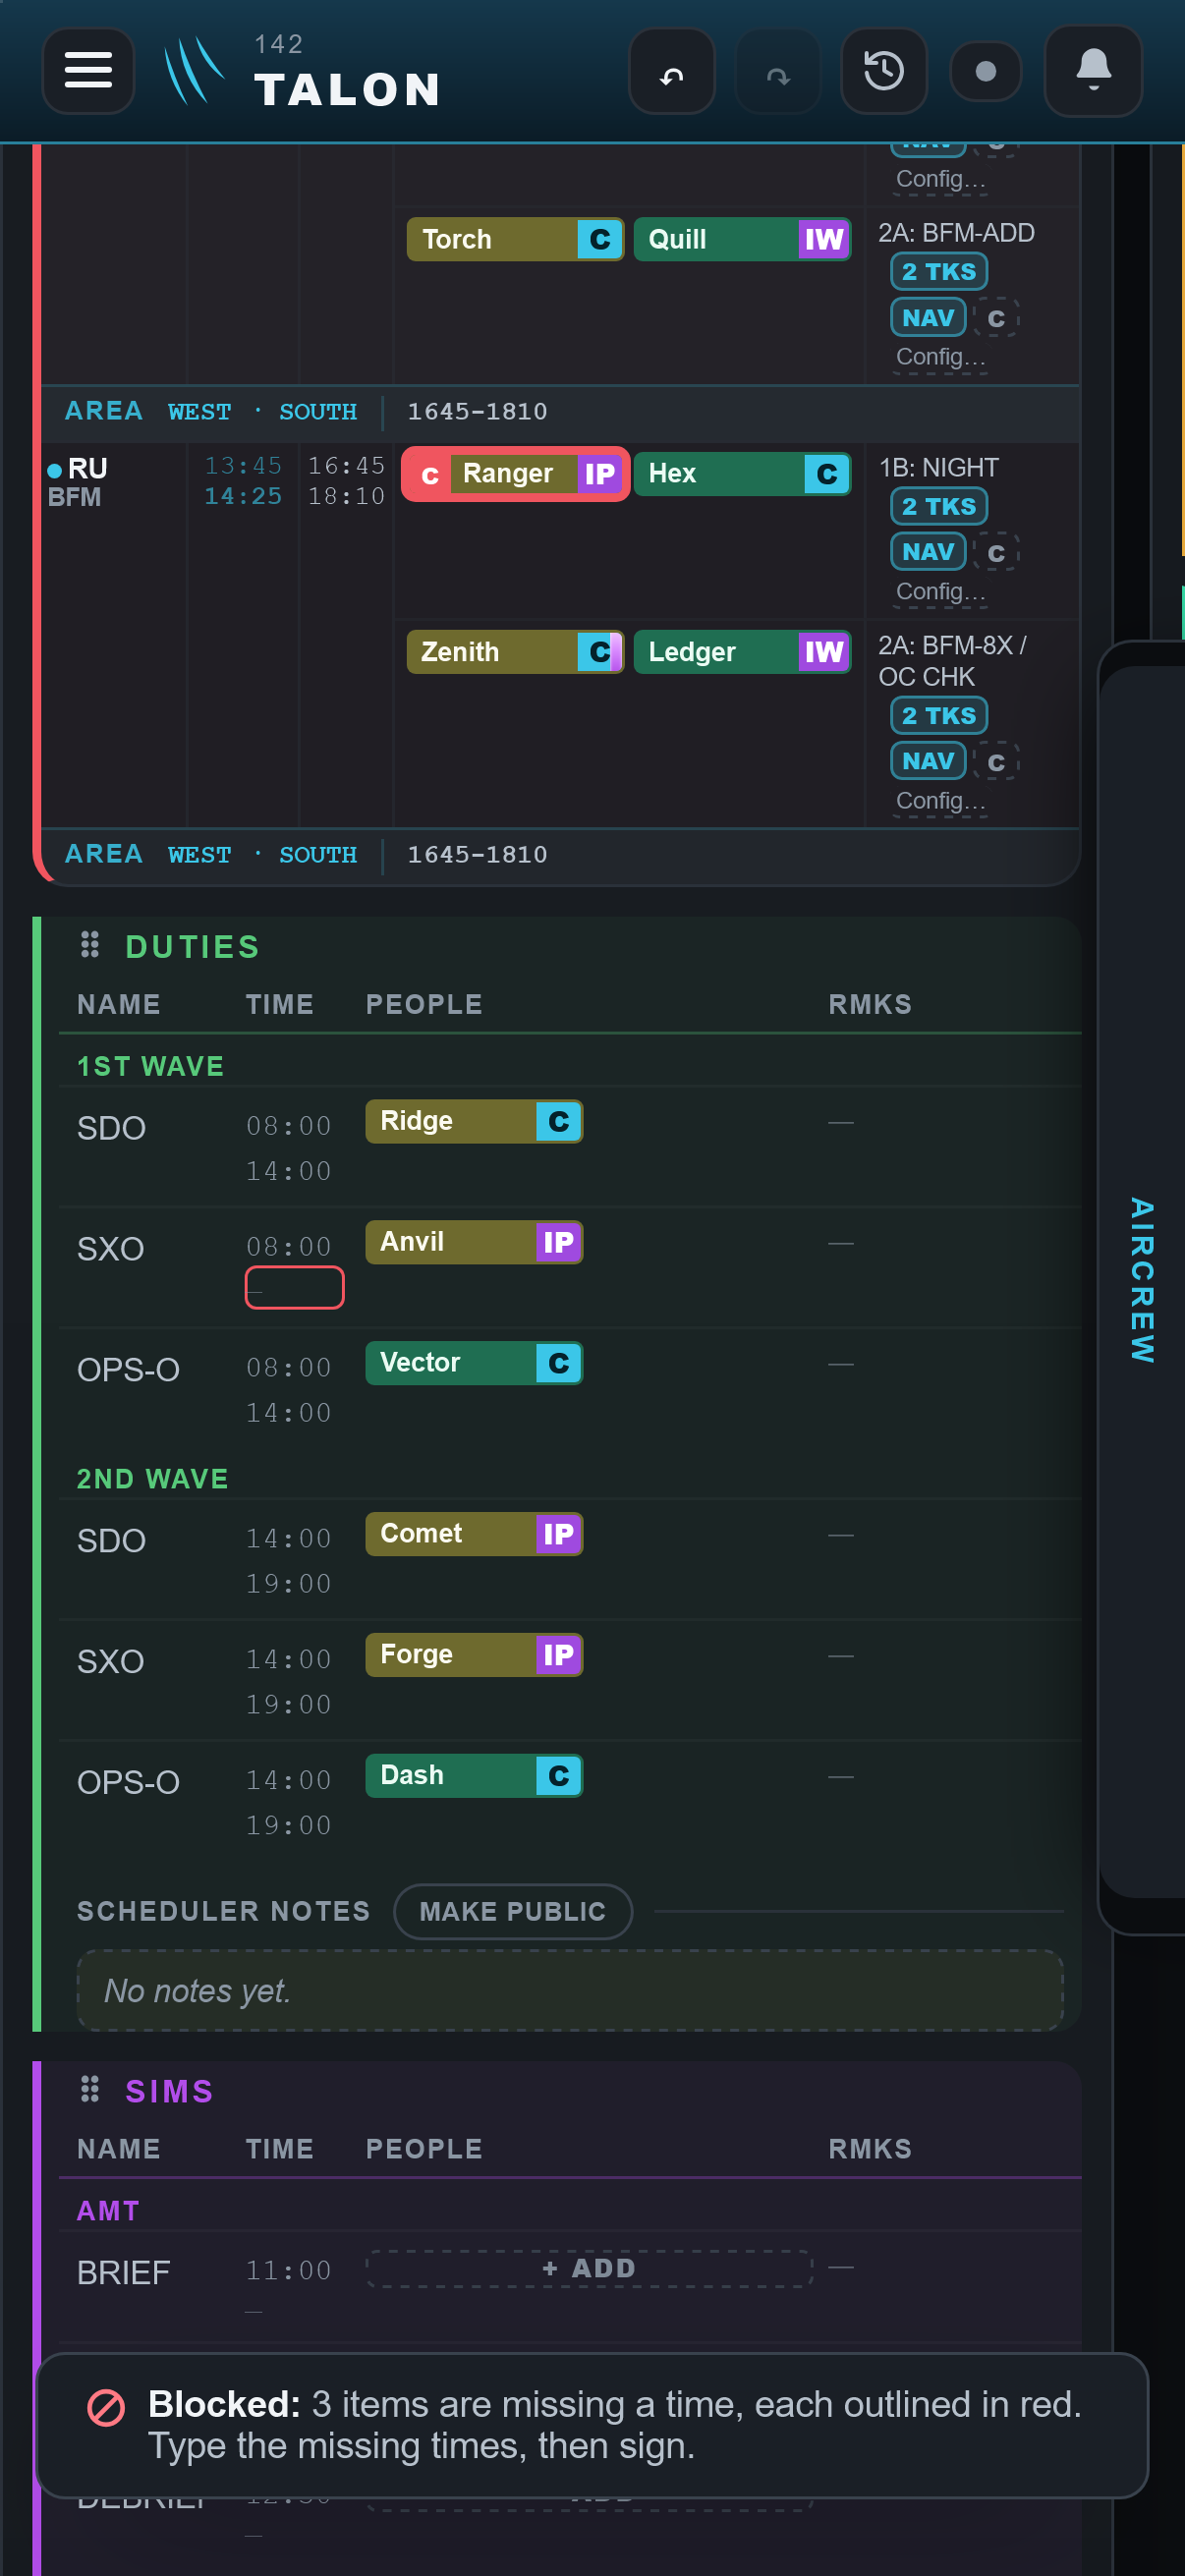 142
TALON
NAV C
Config...
Torch C Quill IW 2A: BFM-ADD
2 TKS
NAV C
Config...
AREA WEST · SOUTH 1645-1810
RU 13:45 16:45 c Ranger IP Hex C 1B: NIGHT
BFM 14:25 18:10
2 TKS
NAV C
Config...
Zenith C Ledger IW 2A: BFM-8X /
OC CHK
2 TKS
NAV C
Config...
AREA WEST · SOUTH 1645-1810
DUTIES
NAME TIME PEOPLE RMKS
1ST WAVE
SDO 08:00 Ridge C —
14:00
SXO 08:00 Anvil IP —
—
OPS-O 08:00 Vector C —
14:00
2ND WAVE
SDO 14:00 Comet IP —
19:00
SXO 14:00 Forge IP —
19:00
OPS-O 14:00 Dash C —
19:00
SCHEDULER NOTES MAKE PUBLIC
No notes yet.
AIRCREW
SIMS
NAME TIME PEOPLE RMKS
AMT
BRIEF 11:00 + ADD —
—
Blocked: 3 items are missing a time, each outlined in red.
Type the missing times, then sign.
DEBRIEF
—